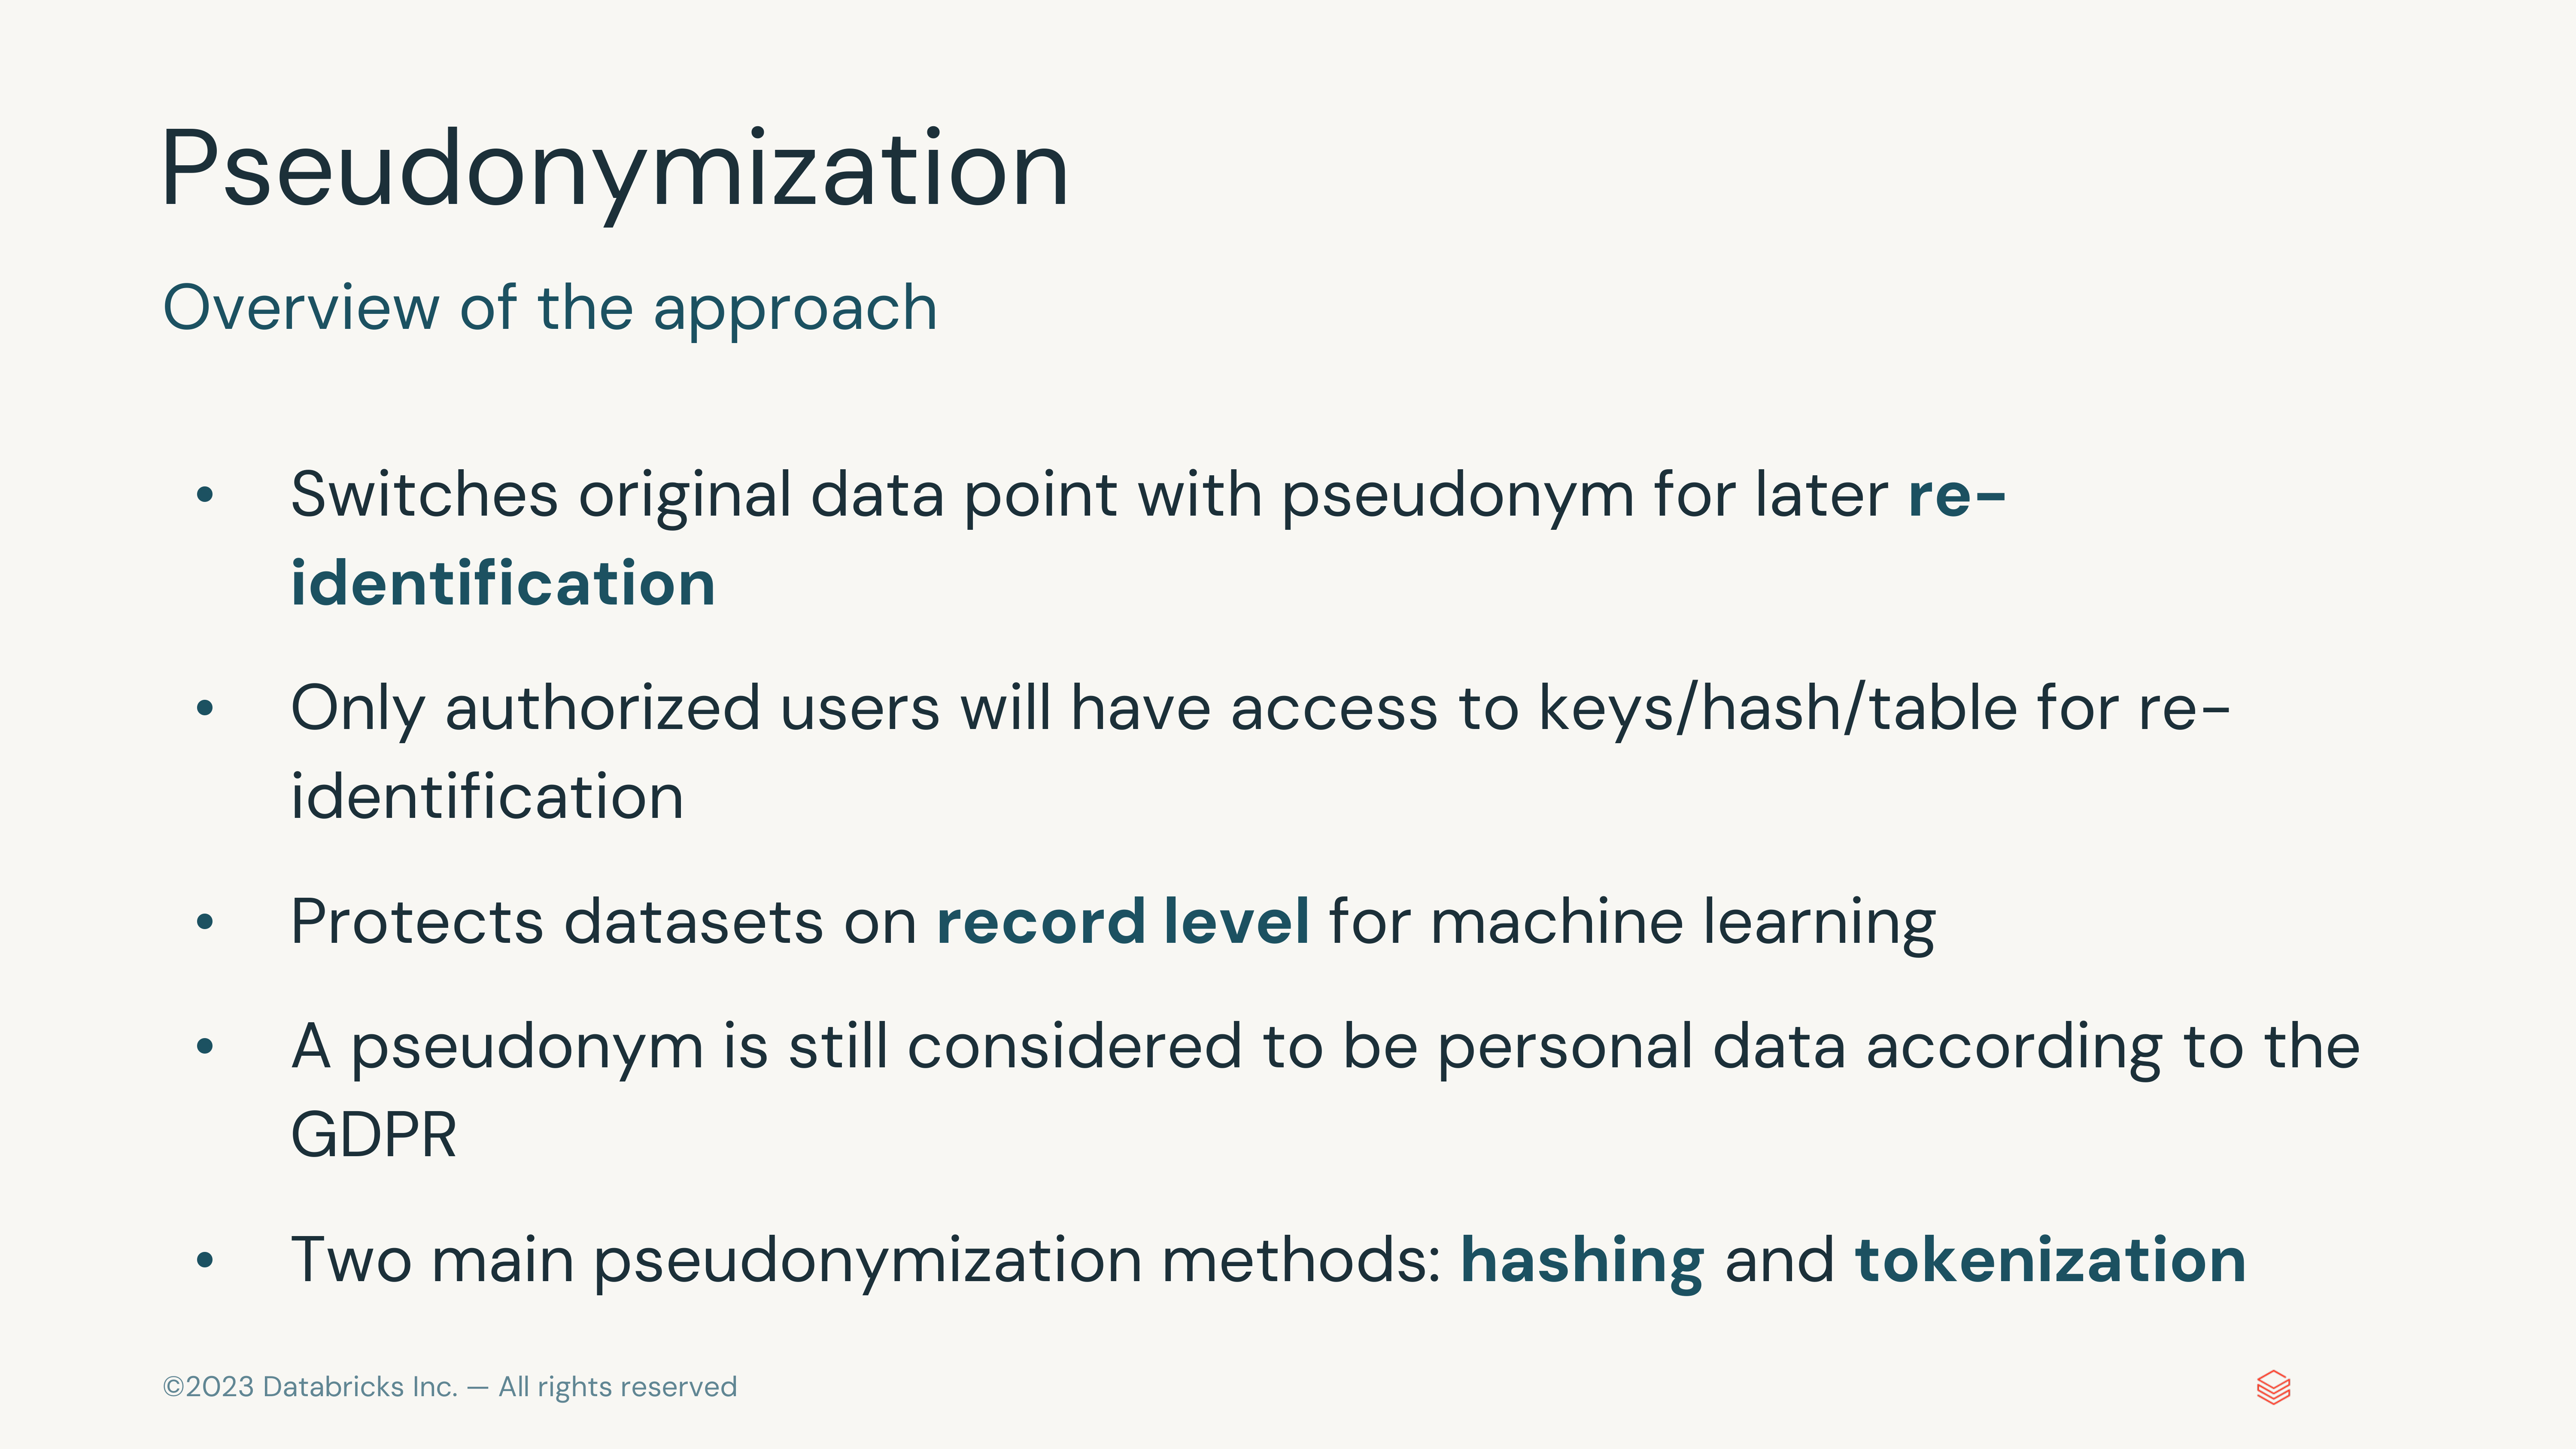 Pseudonymization
Overview of the approach
• Switches original data point with pseudonym for later re-
identification
• Only authorized users will have access to keys/hash/table for re-
identification
• Protects datasets on record level for machine learning
• A pseudonym is still considered to be personal data according to the
GDPR
• Two main pseudonymization methods: hashing and tokenization
©2023 Databricks Inc. — All rights reserved